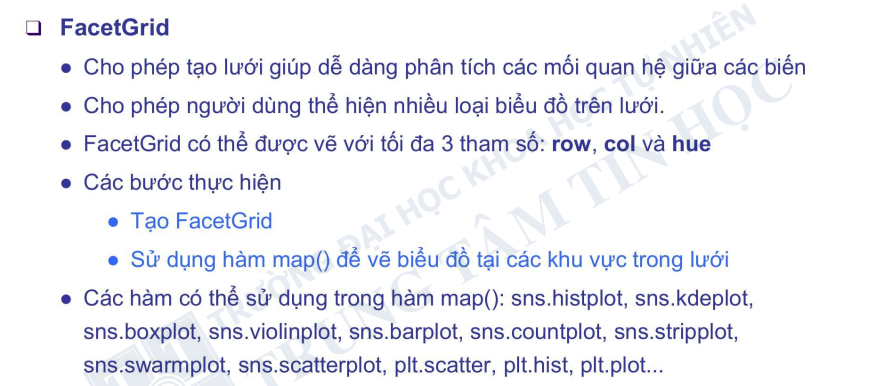 ❑ FacetGrid
● Cho phép tạo lưới giúp dễ dàng phân tích các mối quan hệ giữa các biến
● Cho phép người dùng thể hiện nhiều loại biểu đồ trên lưới.
● FacetGrid có thể được vẽ với tối đa 3 tham số: row, col và hue
● Các bước thực hiện
● Tạo FacetGrid
● Sử dụng hàm map() để vẽ biểu đồ tại các khu vực trong lưới
● Các hàm có thể sử dụng trong hàm map(): sns.histplot, sns.kdeplot,
sns.boxplot, sns.violinplot, sns.barplot, sns.countplot, sns.stripplot,
sns.swarmplot, sns.scatterplot, plt.scatter, plt.hist, plt.plot...
TRƯỜNG ĐẠI HỌC KHOA HỌC TỰ NHIÊN
TRUNG TÂM TIN HỌC